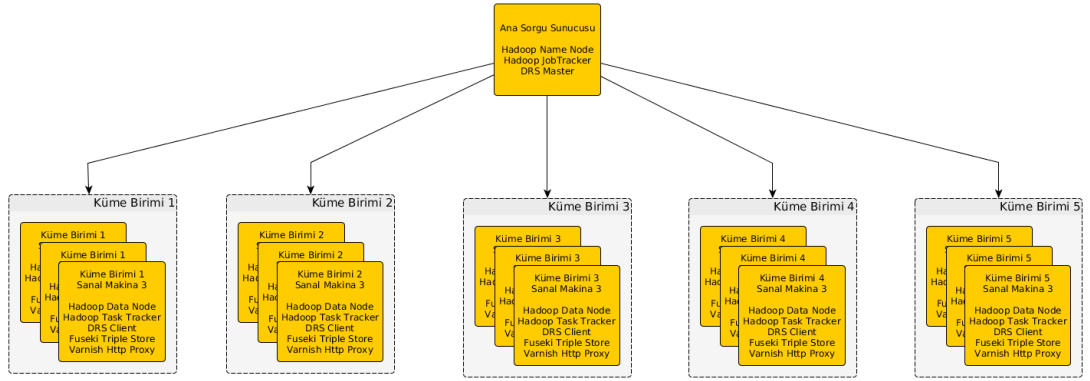 Ana Sorgu Sunucusu
Hadoop Name Node
Hadoop JobTracker
DRS Master
Küme Birimi 1
Küme Birimi 1
Küme Birimi 1
Küme Birimi 1
Sanal Makina 3
Hadoop Data Node
Hadoop Task Tracker
DRS Client
Fuseki Triple Store
Varnish Http Proxy
Küme Birimi 2
Küme Birimi 2
Küme Birimi 2
Küme Birimi 2
Sanal Makina 3
Hadoop Data Node
Hadoop Task Tracker
DRS Client
Fuseki Triple Store
Varnish Http Proxy
Küme Birimi 3
Küme Birimi 3
Küme Birimi 3
Küme Birimi 3
Sanal Makina 3
Hadoop Data Node
Hadoop Task Tracker
DRS Client
Fuseki Triple Store
Varnish Http Proxy
Küme Birimi 4
Küme Birimi 4
Küme Birimi 4
Küme Birimi 4
Sanal Makina 3
Hadoop Data Node
Hadoop Task Tracker
DRS Client
Fuseki Triple Store
Varnish Http Proxy
Küme Birimi 5
Küme Birimi 5
Küme Birimi 5
Küme Birimi 5
Sanal Makina 3
Hadoop Data Node
Hadoop Task Tracker
DRS Client
Fuseki Triple Store
Varnish Http Proxy